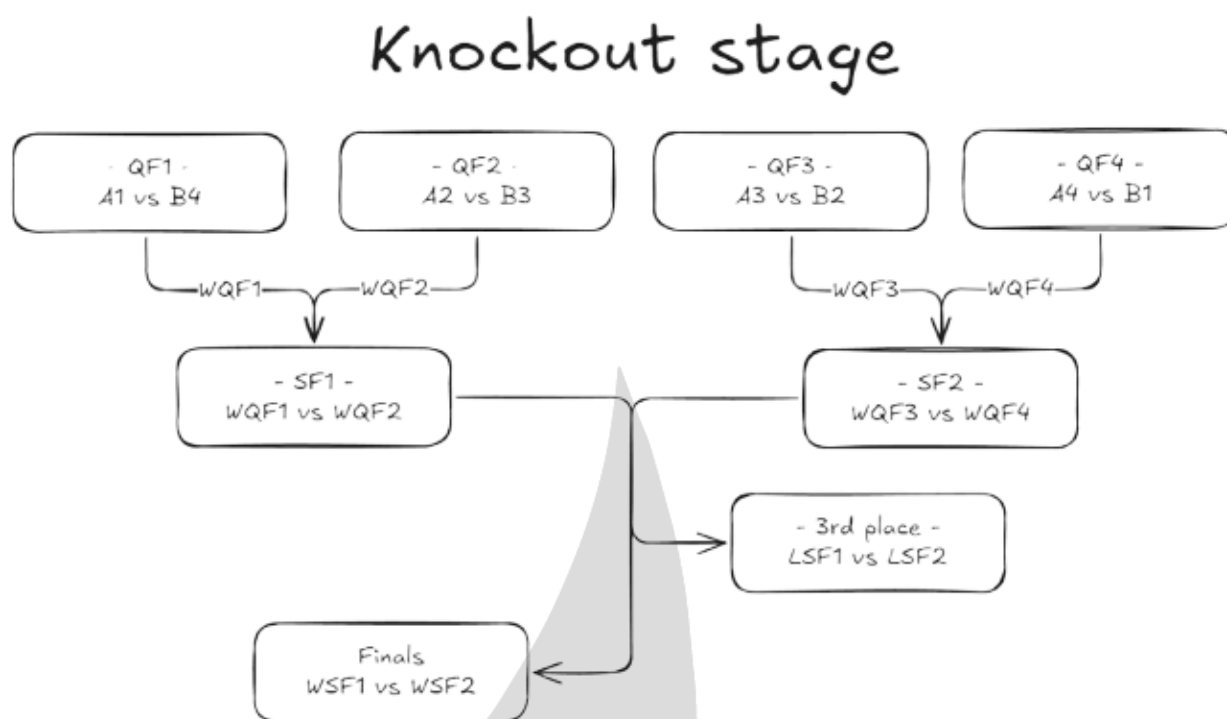 Knockout stage
- QF1 -
A1 vs B4
- QF2 -
A2 vs B3
- QF3 -
A3 vs B2
- QF4 -
A4 vs B1
WQF1
WQF2
WQF3
WQF4
- SF1 -
WQF1 vs WQF2
- SF2 -
WQF3 vs WQF4
- 3rd place -
LSF1 vs LSF2
Finals
WSF1 vs WSF2